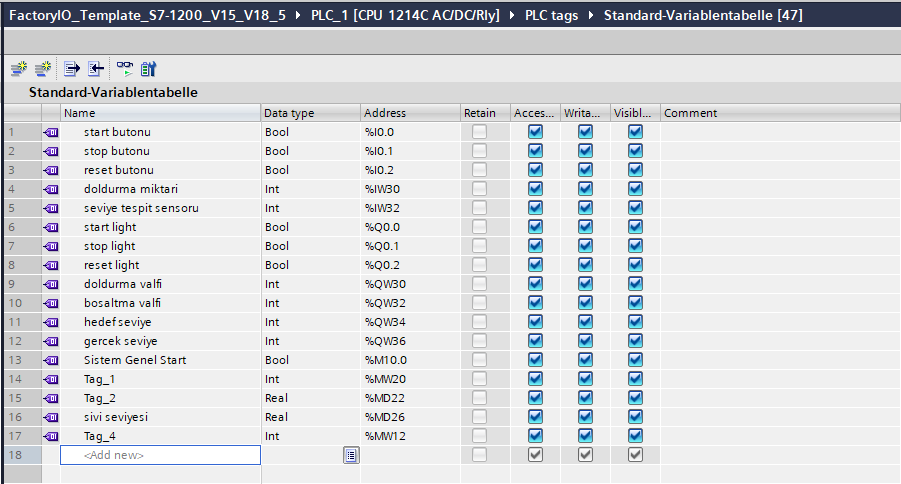 FactoryIO_Template_S7-1200_V15_V18_5 ▸ PLC_1 [CPU 1214C AC/DC/Rly] ▸ PLC tags ▸ Standard-Variablentabelle [47]
Standard-Variablentabelle
Name Data type Address Retain Acces... Writa... Visibl... Comment
1 start butonu Bool %I0.0
2 stop butonu Bool %I0.1
3 reset butonu Bool %I0.2
4 doldurma miktari Int %IW30
5 seviye tespit sensoru Int %IW32
6 start light Bool %Q0.0
7 stop light Bool %Q0.1
8 reset light Bool %Q0.2
9 doldurma valfi Int %QW30
10 bosaltma valfi Int %QW32
11 hedef seviye Int %QW34
12 gercek seviye Int %QW36
13 Sistem Genel Start Bool %M10.0
14 Tag_1 Int %MW20
15 Tag_2 Real %MD22
16 sivi seviyesi Real %MD26
17 Tag_4 Int %MW12
18 <Add new>